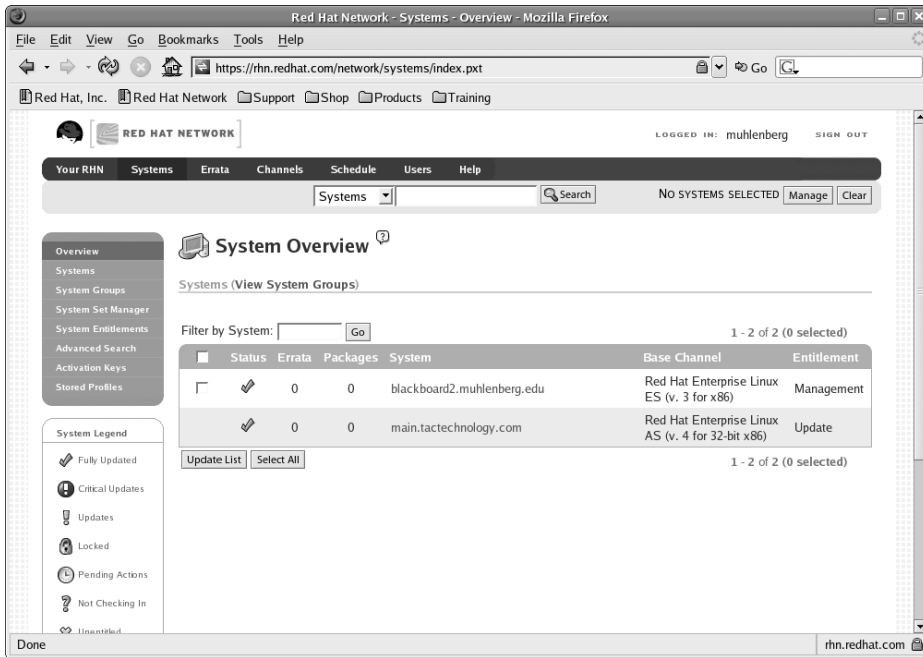 Red Hat Network - Systems - Overview - Mozilla Firefox
File Edit View Go Bookmarks Tools Help
https://rhn.redhat.com/network/systems/index.pxt Go G
Red Hat, Inc. Red Hat Network Support Shop Products Training
RED HAT NETWORK LOGGED IN: muhlenberg SIGN OUT
Your RHN Systems Errata Channels Schedule Users Help
Systems Search NO SYSTEMS SELECTED Manage Clear
Overview
Systems
System Groups
System Set Manager
System Entitlements
Advanced Search
Activation Keys
Stored Profiles
System Legend
Fully Updated
Critical Updates
Updates
Locked
Pending Actions
Not Checking In
Unentitled
System Overview ?
Systems (View System Groups)
Filter by System: Go 1 - 2 of 2 (0 selected)
Status Errata Packages System Base Channel Entitlement
0 0 blackboard2.muhlenberg.edu Red Hat Enterprise Linux ES (v. 3 for x86) Management
0 0 main.tactechnology.com Red Hat Enterprise Linux AS (v. 4 for 32-bit x86) Update
Update List Select All 1 - 2 of 2 (0 selected)
Done rhn.redhat.com